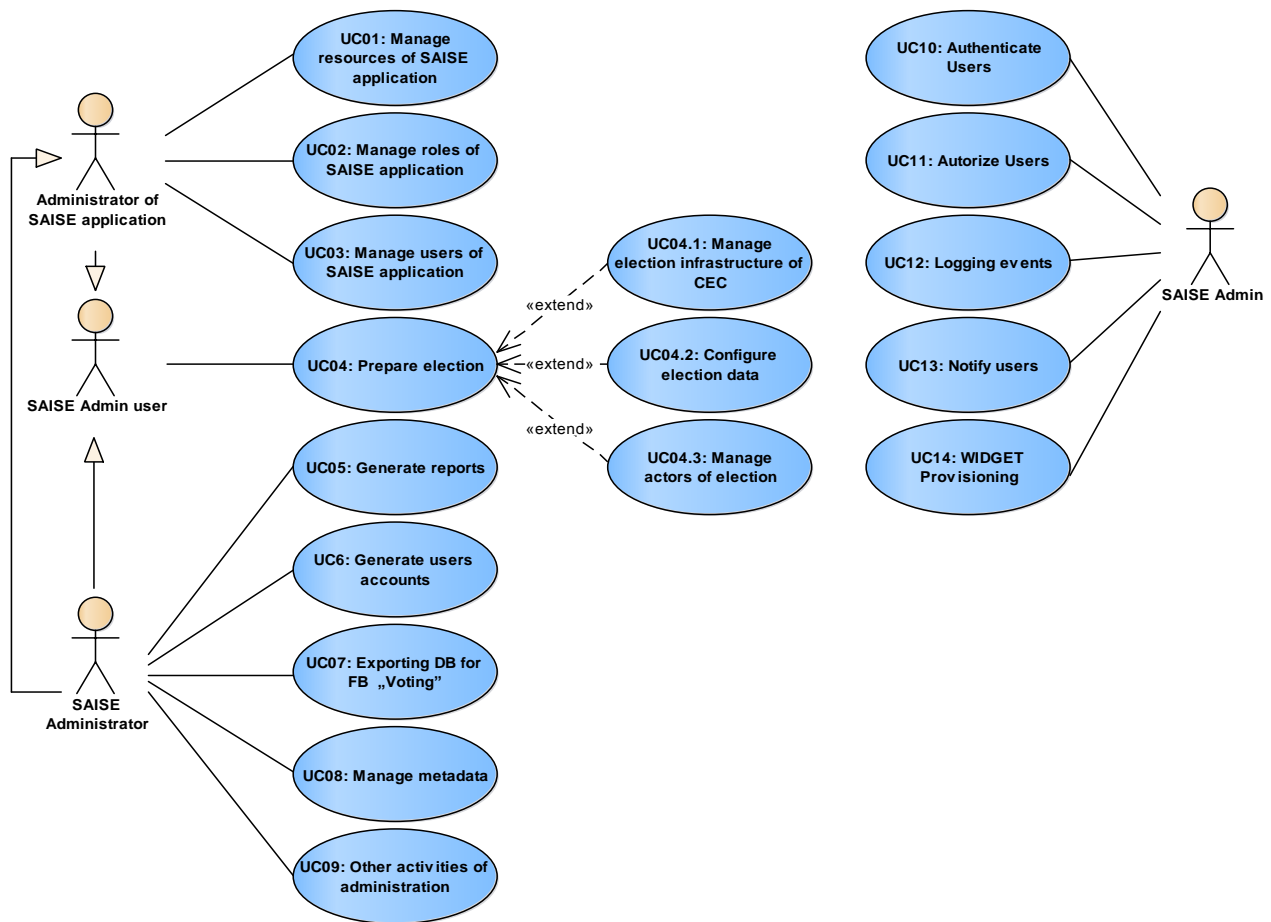 UC01: Manage
resources of SAISE
application
UC02: Manage roles of
SAISE application
UC03: Manage users of
SAISE application
Administrator of
SAISE application
SAISE Admin user
UC04: Prepare election
«extend»
«extend»
«extend»
UC04.1: Manage
election infrastructure of
CEC
UC04.2: Configure
election data
UC04.3: Manage
actors of election
UC05: Generate reports
UC6: Generate users
accounts
UC07: Exporting DB for
FB „Voting”
UC08: Manage metadata
UC09: Other activities of
administration
SAISE
Administrator
UC10: Authenticate
Users
UC11: Autorize Users
UC12: Logging events
UC13: Notify users
UC14: WIDGET
Provisioning
SAISE Admin